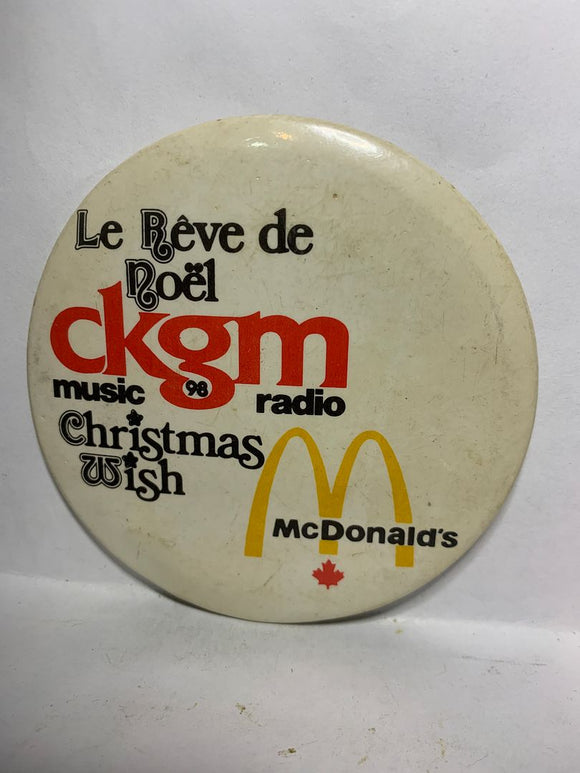 Le Rêve de
Noël
ckgm
music 98 radio
Christmas
Wish
McDonald's